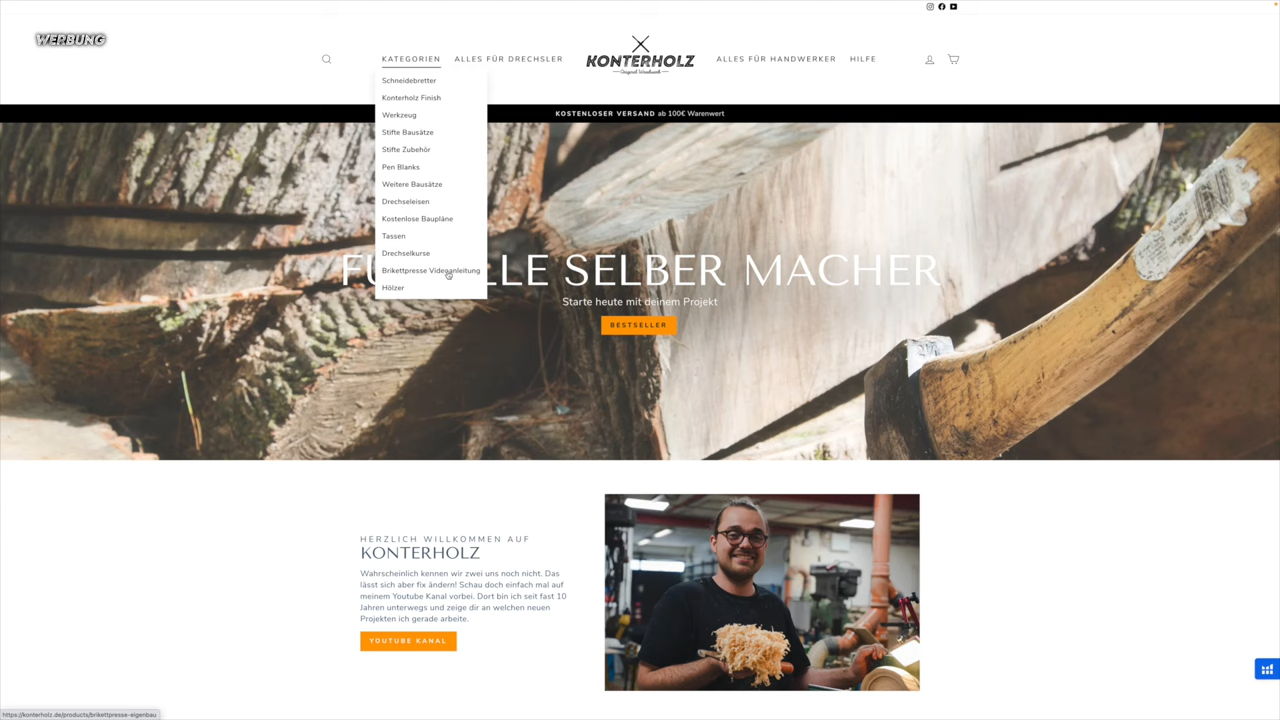 WERBUNG
KATEGORIEN
ALLES FÜR DRECHSLER
KONTERHOLZ
Original Woodwork
ALLES FÜR HANDWERKER
HILFE
Schneidebretter
Konterholz Finish
Werkzeug
Stifte Bausätze
Stifte Zubehör
Pen Blanks
Weitere Bausätze
Drechseleisen
Kostenlose Baupläne
Tassen
Drechselkurse
Brikettpresse Videoanleitung
Hölzer
KOSTENLOSER VERSAND ab 100€ Warenwert
LLE SELBER MACHER
Starte heute mit deinem Projekt
BESTSELLER
HERZLICH WILLKOMMEN AUF
KONTERHOLZ
Wahrscheinlich kennen wir zwei uns noch nicht. Das
lässt sich aber fix ändern! Schau doch einfach mal auf
meinem Youtube Kanal vorbei. Dort bin ich seit fast 10
Jahren unterwegs und zeige dir an welchen neuen
Projekten ich gerade arbeite.
YOUTUBE KANAL
https://konterholz.de/products/brikettpresse-eigenbau